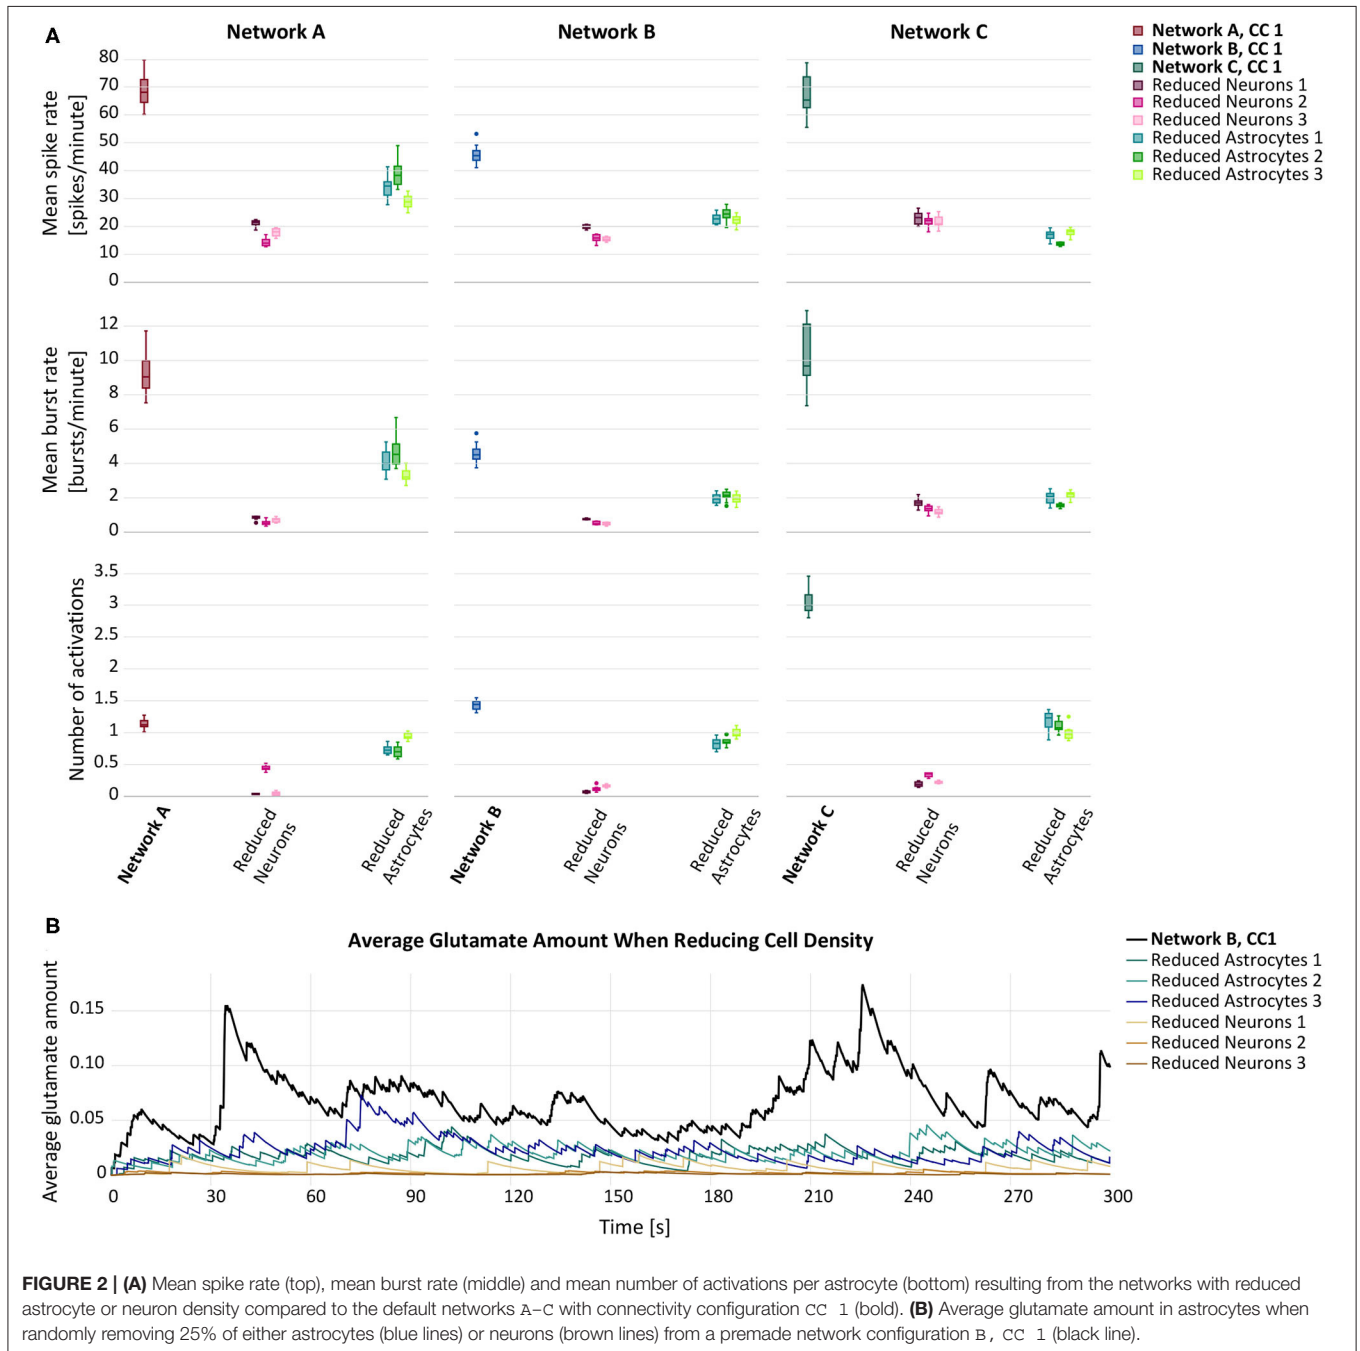 A
Network A
Network B
Network C
Network A, CC 1
Network B, CC 1
Network C, CC 1
Reduced Neurons 1
Reduced Neurons 2
Reduced Neurons 3
Reduced Astrocytes 1
Reduced Astrocytes 2
Reduced Astrocytes 3
Mean spike rate
[spikes/minute]
80
70
60
50
40
30
20
10
0
Mean burst rate
[bursts/minute]
12
10
8
6
4
2
0
Number of activations
3.5
3
2.5
2
1.5
1
0.5
0
Network A
Reduced
Neurons
Reduced
Astrocytes
Network B
Reduced
Neurons
Reduced
Astrocytes
Network C
Reduced
Neurons
Reduced
Astrocytes
B
Average Glutamate Amount When Reducing Cell Density
Average glutamate amount
0.15
0.10
0.05
0
0 30 60 90 120 150 180 210 240 270 300
Time [s]
Network B, CC1
Reduced Astrocytes 1
Reduced Astrocytes 2
Reduced Astrocytes 3
Reduced Neurons 1
Reduced Neurons 2
Reduced Neurons 3
FIGURE 2 | (A) Mean spike rate (top), mean burst rate (middle) and mean number of activations per astrocyte (bottom) resulting from the networks with reduced
astrocyte or neuron density compared to the default networks A–C with connectivity configuration CC 1 (bold). (B) Average glutamate amount in astrocytes when
randomly removing 25% of either astrocytes (blue lines) or neurons (brown lines) from a premade network configuration B, CC 1 (black line).